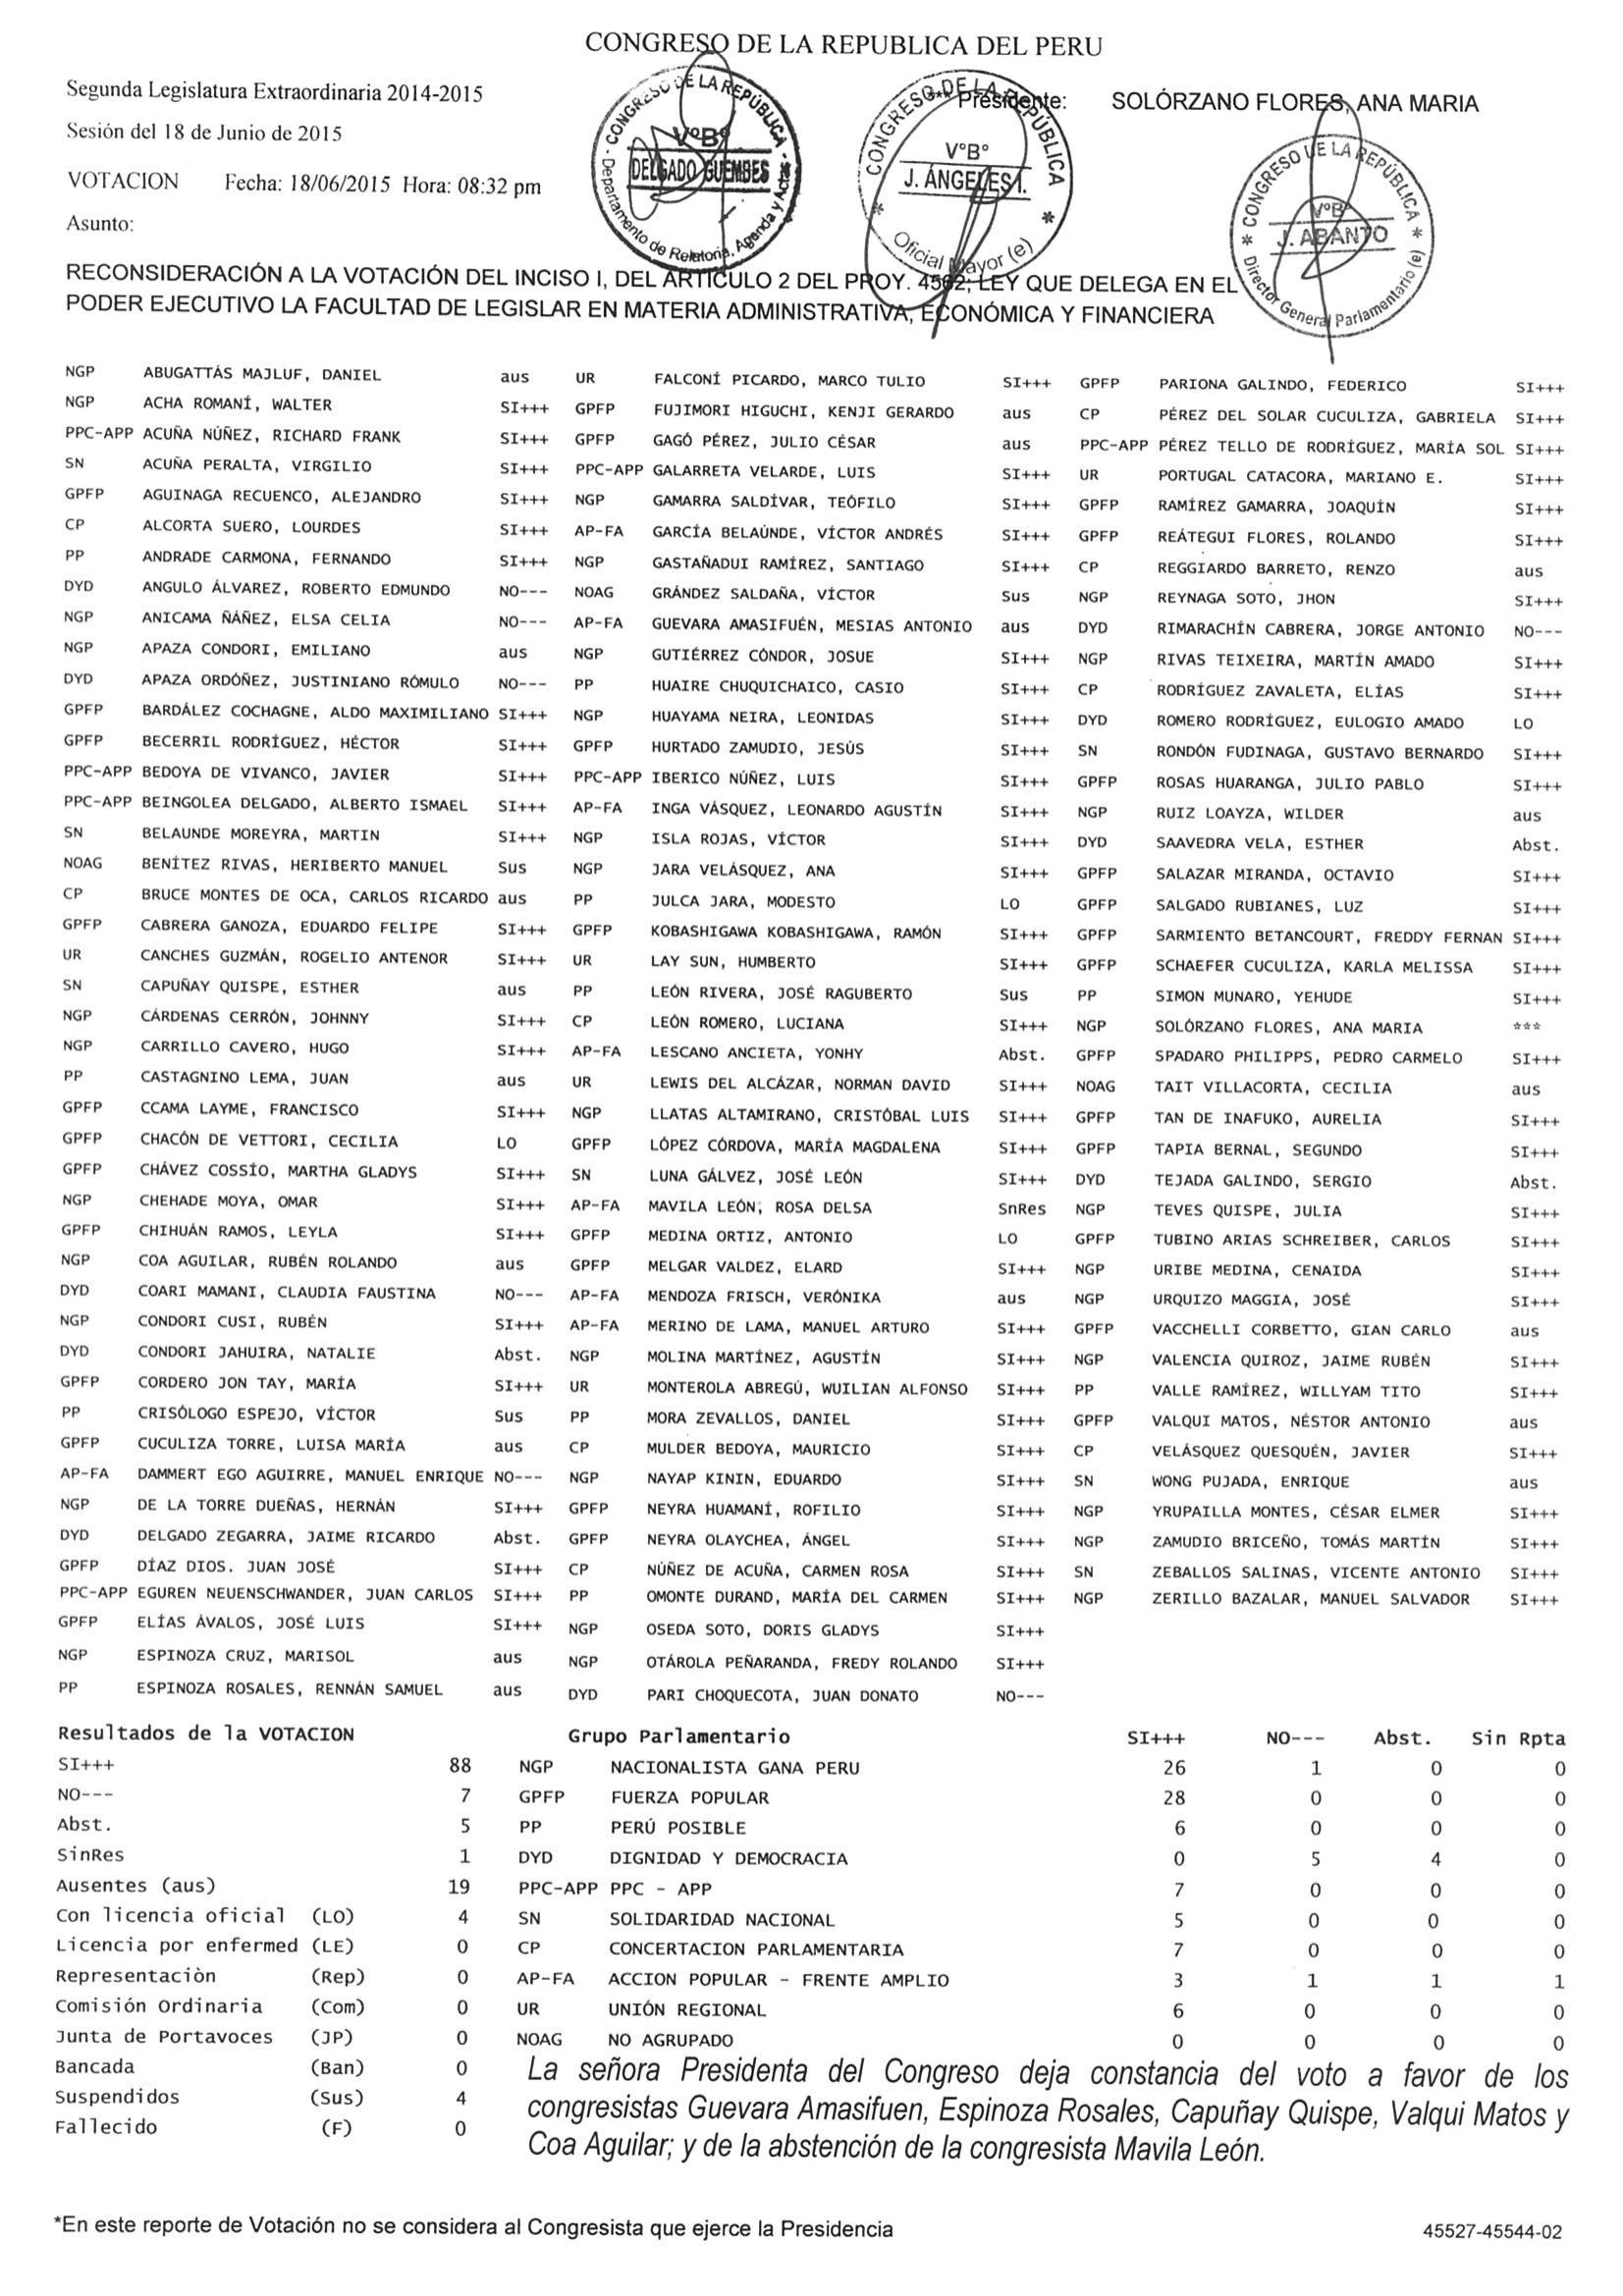 CONGRESO DE LA REPUBLICA DEL PERU
Segunda Legislatura Extraordinaria 2014-2015
Sesión del 18 de Junio de 2015
*** Presidente: SOLÓRZANO FLORES, ANA MARIA
VOTACION Fecha: 18/06/2015 Hora: 08:32 pm
Asunto:
CONGRESO DE LA REPÚBLICA
V°B°
DELGADO GUEMBES
Departamento de Relatoria, Agenda y Actas
CONGRESO DE LA REPÚBLICA
V°B°
J. ÁNGELES I.
Oficial Mayor (e)
CONGRESO DE LA REPÚBLICA
V°B°
J. ABANTO
Director General Parlamentario (e)
RECONSIDERACIÓN A LA VOTACIÓN DEL INCISO I, DEL ARTÍCULO 2 DEL PROY. 4562; LEY QUE DELEGA EN EL
PODER EJECUTIVO LA FACULTAD DE LEGISLAR EN MATERIA ADMINISTRATIVA, ECONÓMICA Y FINANCIERA
NGP ABUGATTÁS MAJLUF, DANIEL aus UR FALCONÍ PICARDO, MARCO TULIO SI+++ GPFP PARIONA GALINDO, FEDERICO SI+++
NGP ACHA ROMANÍ, WALTER SI+++ GPFP FUJIMORI HIGUCHI, KENJI GERARDO aus CP PÉREZ DEL SOLAR CUCULIZA, GABRIELA SI+++
PPC-APP ACUÑA NÚÑEZ, RICHARD FRANK SI+++ GPFP GAGÓ PÉREZ, JULIO CÉSAR aus PPC-APP PÉREZ TELLO DE RODRÍGUEZ, MARÍA SOL SI+++
SN ACUÑA PERALTA, VIRGILIO SI+++ PPC-APP GALARRETA VELARDE, LUIS SI+++ UR PORTUGAL CATACORA, MARIANO E. SI+++
GPFP AGUINAGA RECUENCO, ALEJANDRO SI+++ NGP GAMARRA SALDÍVAR, TEÓFILO SI+++ GPFP RAMÍREZ GAMARRA, JOAQUÍN SI+++
CP ALCORTA SUERO, LOURDES SI+++ AP-FA GARCÍA BELAÚNDE, VÍCTOR ANDRÉS SI+++ GPFP REÁTEGUI FLORES, ROLANDO SI+++
PP ANDRADE CARMONA, FERNANDO SI+++ NGP GASTAÑADUI RAMÍREZ, SANTIAGO SI+++ CP REGGIARDO BARRETO, RENZO aus
DYD ANGULO ÁLVAREZ, ROBERTO EDMUNDO NO--- NOAG GRÁNDEZ SALDAÑA, VÍCTOR Sus NGP REYNAGA SOTO, JHON SI+++
NGP ANICAMA ÑÁÑEZ, ELSA CELIA NO--- AP-FA GUEVARA AMASIFUÉN, MESIAS ANTONIO aus DYD RIMARACHÍN CABRERA, JORGE ANTONIO NO---
NGP APAZA CONDORI, EMILIANO aus NGP GUTIÉRREZ CÓNDOR, JOSUE SI+++ NGP RIVAS TEIXEIRA, MARTÍN AMADO SI+++
DYD APAZA ORDÓÑEZ, JUSTINIANO RÓMULO NO--- PP HUAIRE CHUQUICHAICO, CASIO SI+++ CP RODRÍGUEZ ZAVALETA, ELÍAS SI+++
GPFP BARDÁLEZ COCHAGNE, ALDO MAXIMILIANO SI+++ NGP HUAYAMA NEIRA, LEONIDAS SI+++ DYD ROMERO RODRÍGUEZ, EULOGIO AMADO LO
GPFP BECERRIL RODRÍGUEZ, HÉCTOR SI+++ GPFP HURTADO ZAMUDIO, JESÚS SI+++ SN RONDÓN FUDINAGA, GUSTAVO BERNARDO SI+++
PPC-APP BEDOYA DE VIVANCO, JAVIER SI+++ PPC-APP IBERICO NÚÑEZ, LUIS SI+++ GPFP ROSAS HUARANGA, JULIO PABLO SI+++
PPC-APP BEINGOLEA DELGADO, ALBERTO ISMAEL SI+++ AP-FA INGA VÁSQUEZ, LEONARDO AGUSTÍN SI+++ NGP RUIZ LOAYZA, WILDER aus
SN BELAUNDE MOREYRA, MARTIN SI+++ NGP ISLA ROJAS, VÍCTOR SI+++ DYD SAAVEDRA VELA, ESTHER Abst.
NOAG BENÍTEZ RIVAS, HERIBERTO MANUEL Sus NGP JARA VELÁSQUEZ, ANA SI+++ GPFP SALAZAR MIRANDA, OCTAVIO SI+++
CP BRUCE MONTES DE OCA, CARLOS RICARDO aus PP JULCA JARA, MODESTO LO GPFP SALGADO RUBIANES, LUZ SI+++
GPFP CABRERA GANOZA, EDUARDO FELIPE SI+++ GPFP KOBASHIGAWA KOBASHIGAWA, RAMÓN SI+++ GPFP SARMIENTO BETANCOURT, FREDDY FERNAN SI+++
UR CANCHES GUZMÁN, ROGELIO ANTENOR SI+++ UR LAY SUN, HUMBERTO SI+++ GPFP SCHAEFER CUCULIZA, KARLA MELISSA SI+++
SN CAPUÑAY QUISPE, ESTHER aus PP LEÓN RIVERA, JOSÉ RAGUBERTO Sus PP SIMON MUNARO, YEHUDE SI+++
NGP CÁRDENAS CERRÓN, JOHNNY SI+++ CP LEÓN ROMERO, LUCIANA SI+++ NGP SOLÓRZANO FLORES, ANA MARIA ***
NGP CARRILLO CAVERO, HUGO SI+++ AP-FA LESCANO ANCIETA, YONHY Abst. GPFP SPADARO PHILIPPS, PEDRO CARMELO SI+++
PP CASTAGNINO LEMA, JUAN aus UR LEWIS DEL ALCÁZAR, NORMAN DAVID SI+++ NOAG TAIT VILLACORTA, CECILIA aus
GPFP CCAMA LAYME, FRANCISCO SI+++ NGP LLATAS ALTAMIRANO, CRISTÓBAL LUIS SI+++ GPFP TAN DE INAFUKO, AURELIA SI+++
GPFP CHACÓN DE VETTORI, CECILIA LO GPFP LÓPEZ CÓRDOVA, MARÍA MAGDALENA SI+++ GPFP TAPIA BERNAL, SEGUNDO SI+++
GPFP CHÁVEZ COSSÍO, MARTHA GLADYS SI+++ SN LUNA GÁLVEZ, JOSÉ LEÓN SI+++ DYD TEJADA GALINDO, SERGIO Abst.
NGP CHEHADE MOYA, OMAR SI+++ AP-FA MAVILA LEÓN, ROSA DELSA SnRes NGP TEVES QUISPE, JULIA SI+++
GPFP CHIHUÁN RAMOS, LEYLA SI+++ GPFP MEDINA ORTIZ, ANTONIO LO GPFP TUBINO ARIAS SCHREIBER, CARLOS SI+++
NGP COA AGUILAR, RUBÉN ROLANDO aus GPFP MELGAR VALDEZ, ELARD SI+++ NGP URIBE MEDINA, CENAIDA SI+++
DYD COARI MAMANI, CLAUDIA FAUSTINA NO--- AP-FA MENDOZA FRISCH, VERÓNIKA aus NGP URQUIZO MAGGIA, JOSÉ SI+++
NGP CONDORI CUSI, RUBÉN SI+++ AP-FA MERINO DE LAMA, MANUEL ARTURO SI+++ GPFP VACCHELLI CORBETTO, GIAN CARLO aus
DYD CONDORI JAHUIRA, NATALIE Abst. NGP MOLINA MARTÍNEZ, AGUSTÍN SI+++ NGP VALENCIA QUIROZ, JAIME RUBÉN SI+++
GPFP CORDERO JON TAY, MARÍA SI+++ UR MONTEROLA ABREGÚ, WUILIAN ALFONSO SI+++ PP VALLE RAMÍREZ, WILLYAM TITO SI+++
PP CRISÓLOGO ESPEJO, VÍCTOR Sus PP MORA ZEVALLOS, DANIEL SI+++ GPFP VALQUI MATOS, NÉSTOR ANTONIO aus
GPFP CUCULIZA TORRE, LUISA MARÍA aus CP MULDER BEDOYA, MAURICIO SI+++ CP VELÁSQUEZ QUESQUÉN, JAVIER SI+++
AP-FA DAMMERT EGO AGUIRRE, MANUEL ENRIQUE NO--- NGP NAYAP KININ, EDUARDO SI+++ SN WONG PUJADA, ENRIQUE aus
NGP DE LA TORRE DUEÑAS, HERNÁN SI+++ GPFP NEYRA HUAMANÍ, ROFILIO SI+++ NGP YRUPAILLA MONTES, CÉSAR ELMER SI+++
DYD DELGADO ZEGARRA, JAIME RICARDO Abst. GPFP NEYRA OLAYCHEA, ÁNGEL SI+++ NGP ZAMUDIO BRICEÑO, TOMÁS MARTÍN SI+++
GPFP DÍAZ DIOS. JUAN JOSÉ SI+++ CP NÚÑEZ DE ACUÑA, CARMEN ROSA SI+++ SN ZEBALLOS SALINAS, VICENTE ANTONIO SI+++
PPC-APP EGUREN NEUENSCHWANDER, JUAN CARLOS SI+++ PP OMONTE DURAND, MARÍA DEL CARMEN SI+++ NGP ZERILLO BAZALAR, MANUEL SALVADOR SI+++
GPFP ELÍAS ÁVALOS, JOSÉ LUIS SI+++ NGP OSEDA SOTO, DORIS GLADYS SI+++
NGP ESPINOZA CRUZ, MARISOL aus NGP OTÁROLA PEÑARANDA, FREDY ROLANDO SI+++
PP ESPINOZA ROSALES, RENNÁN SAMUEL aus DYD PARI CHOQUECOTA, JUAN DONATO NO---
Resultados de la VOTACION Grupo Parlamentario SI+++ NO--- Abst. Sin Rpta
SI+++ 88 NGP NACIONALISTA GANA PERU 26 1 0 0
NO--- 7 GPFP FUERZA POPULAR 28 0 0 0
Abst. 5 PP PERÚ POSIBLE 6 0 0 0
SinRes 1 DYD DIGNIDAD Y DEMOCRACIA 0 5 4 0
Ausentes (aus) 19 PPC-APP PPC - APP 7 0 0 0
Con licencia oficial (LO) 4 SN SOLIDARIDAD NACIONAL 5 0 0 0
Licencia por enfermed (LE) 0 CP CONCERTACION PARLAMENTARIA 7 0 0 0
Representaciòn (Rep) 0 AP-FA ACCION POPULAR - FRENTE AMPLIO 3 1 1 1
Comisión Ordinaria (Com) 0 UR UNIÓN REGIONAL 6 0 0 0
Junta de Portavoces (JP) 0 NOAG NO AGRUPADO 0 0 0 0
Bancada (Ban) 0
Suspendidos (Sus) 4
Fallecido (F) 0
La señora Presidenta del Congreso deja constancia del voto a favor de los
congresistas Guevara Amasifuen, Espinoza Rosales, Capuñay Quispe, Valqui Matos y
Coa Aguilar; y de la abstención de la congresista Mavila León.
*En este reporte de Votación no se considera al Congresista que ejerce la Presidencia
45527-45544-02